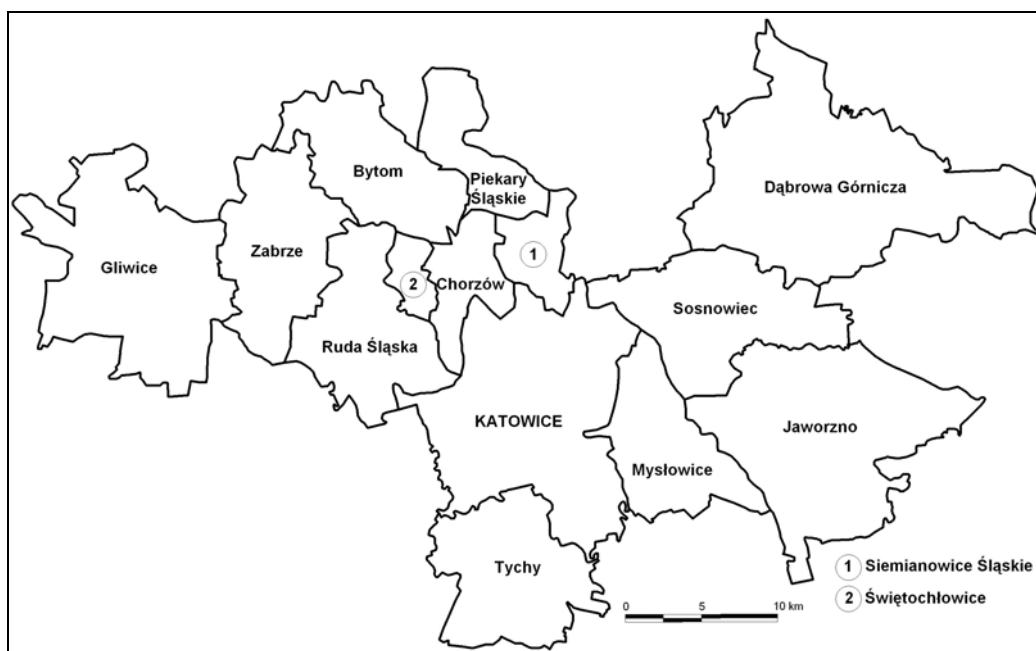 Bytom
Piekary
Śląskie
Dąbrowa Górnicza
Gliwice
Zabrze
1
2
Chorzów
Sosnowiec
Ruda Śląska
KATOWICE
Jaworzno
Mysłowice
Tychy
1 Siemianowice Śląskie
2 Świętochłowice
0 5 10 km